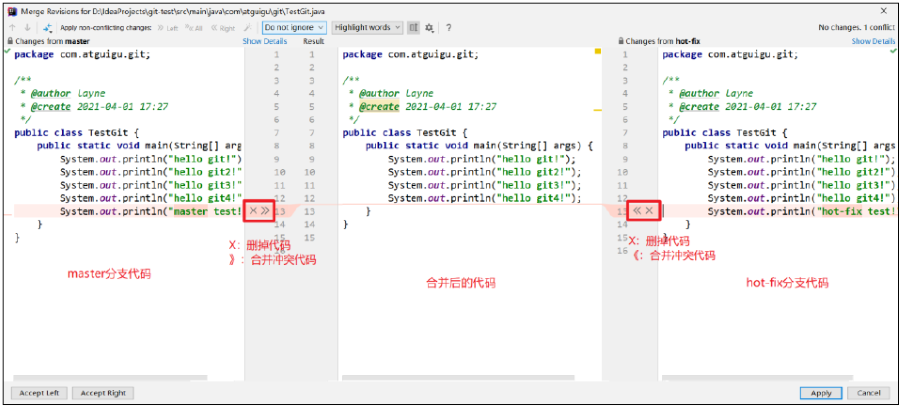 Merge Revisions for D:\IdeaProjects\git-test\src\main\java\com\atguigu\git\TestGit.java
Apply non-conflicting changes: Left All Right Do not ignore Highlight words ? No changes. 1 conflict
Changes from master Show Details Result Changes from hot-fix Show Details
package com.atguigu.git;
/**
* @author layne
* @create 2021-04-01 17:27
*/
public class TestGit {
public static void main(String[] arg
System.out.println("hello git!")
System.out.println("hello git2!"
System.out.println("hello git3!"
System.out.println("hello git4!"
System.out.println("master test!
}
}
master分支代码
1 1
2 2
3 3
4 4
5 5
6 6
7 7
8 8
9 9
10 10
11 11
12 12
13 13
14 14
15 15
X：删掉代码
》：合并冲突代码
package com.atguigu.git;
/**
* @author layne
* @create 2021-04-01 17:27
*/
public class TestGit {
public static void main(String[] args) {
System.out.println("hello git!");
System.out.println("hello git2!");
System.out.println("hello git3!");
System.out.println("hello git4!");
}
}
合并后的代码
1
2
3
4
5
6
7
8
9
10
11
12
13
14
15
16
X：删掉代码
《：合并冲突代码
package com.atguigu.git;
/**
* @author layne
* @create 2021-04-01 17:27
*/
public class TestGit {
public static void main(String[] args
System.out.println("hello git!");
System.out.println("hello git2!")
System.out.println("hello git3!")
System.out.println("hello git4!")
System.out.println("hot-fix test!
}
}
hot-fix分支代码
Accept Left Accept Right Apply Cancel